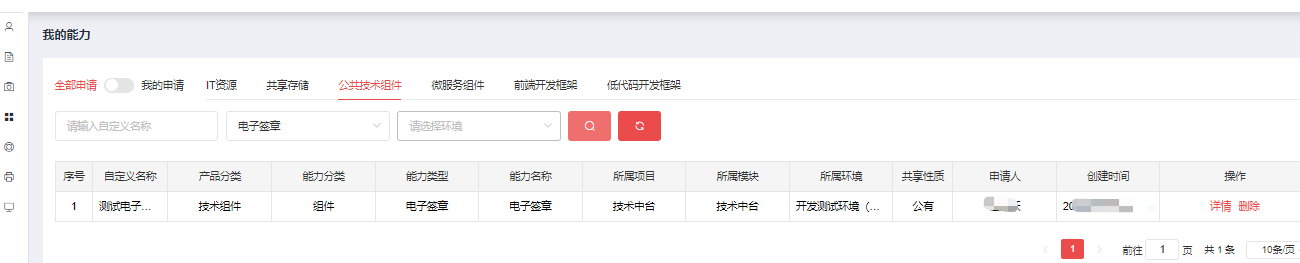 我的能力
全部申请 我的申请 IT资源 共享存储 公共技术组件 微服务组件 前端开发框架 低代码开发框架
请输入自定义名称 电子签章 请选择环境
序号 自定义名称 产品分类 能力分类 能力类型 能力名称 所属项目 所属模块 所属环境 共享性质 申请人 创建时间 操作
1 测试电子... 技术组件 组件 电子签章 电子签章 技术中台 技术中台 开发测试环境（... 公有 20 详情 删除
1 前往 1 页 共 1 条 10条/页